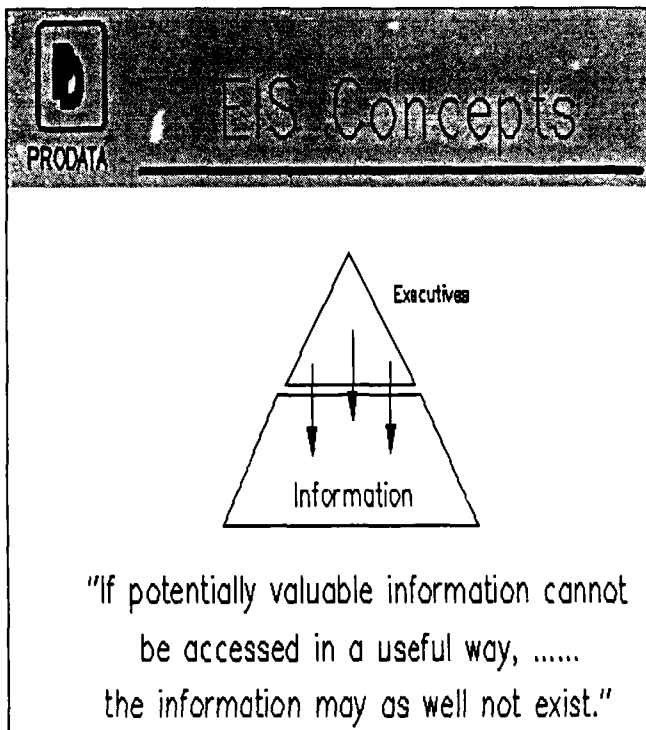 PRODATA
EIS Concepts
Executives
Information
"If potentially valuable information cannot
be accessed in a useful way, ......
the information may as well not exist."